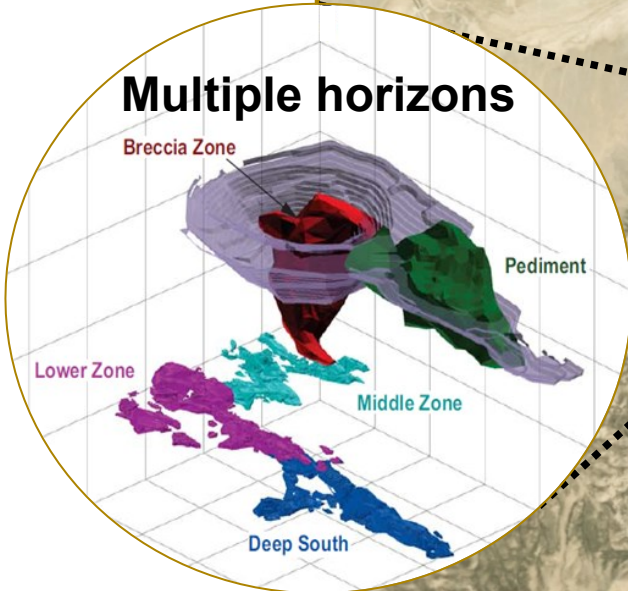 Multiple horizons
Breccia Zone
Pediment
Lower Zone
Middle Zone
Deep South